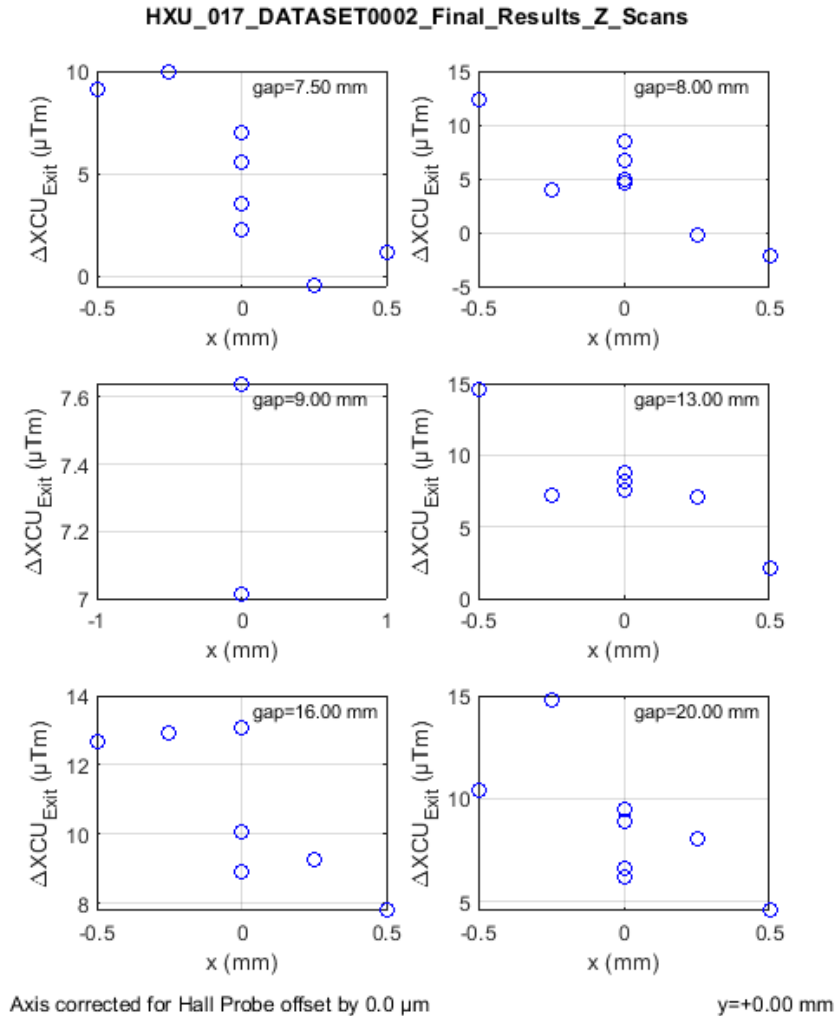 HXU_017_DATASET0002_Final_Results_Z_Scans
gap=7.50 mm
10
5
0
-0.5
0
0.5
x (mm)
ΔXCU_Exit (µTm)
gap=8.00 mm
15
10
5
0
-5
-0.5
0
0.5
x (mm)
ΔXCU_Exit (µTm)
gap=9.00 mm
7.6
7.4
7.2
7
-1
0
1
x (mm)
ΔXCU_Exit (µTm)
gap=13.00 mm
15
10
5
0
-0.5
0
0.5
x (mm)
ΔXCU_Exit (µTm)
gap=16.00 mm
14
12
10
8
-0.5
0
0.5
x (mm)
ΔXCU_Exit (µTm)
gap=20.00 mm
15
10
5
-0.5
0
0.5
x (mm)
ΔXCU_Exit (µTm)
Axis corrected for Hall Probe offset by 0.0 µm
y=+0.00 mm